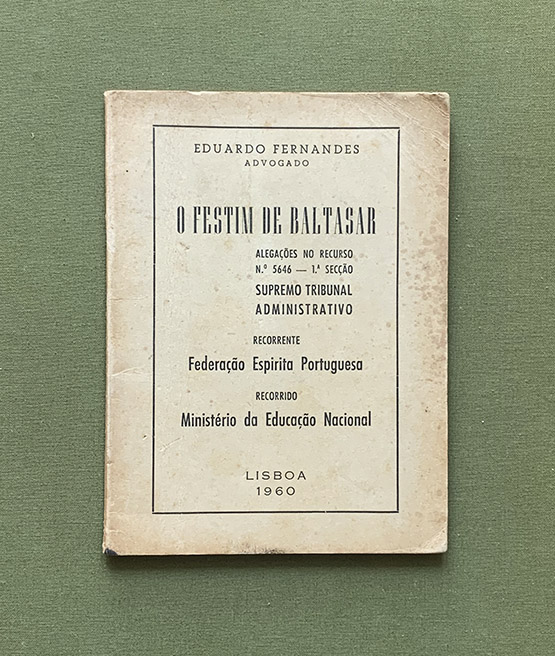 EDUARDO FERNANDES
ADVOGADO
O FESTIM DE BALTASAR
ALEGAÇÕES NO RECURSO
N.º 5646 — 1.ª SECÇÃO
SUPREMO TRIBUNAL
ADMINISTRATIVO
RECORRENTE
Federação Espirita Portuguesa
RECORRIDO
Ministério da Educação Nacional
LISBOA
1960